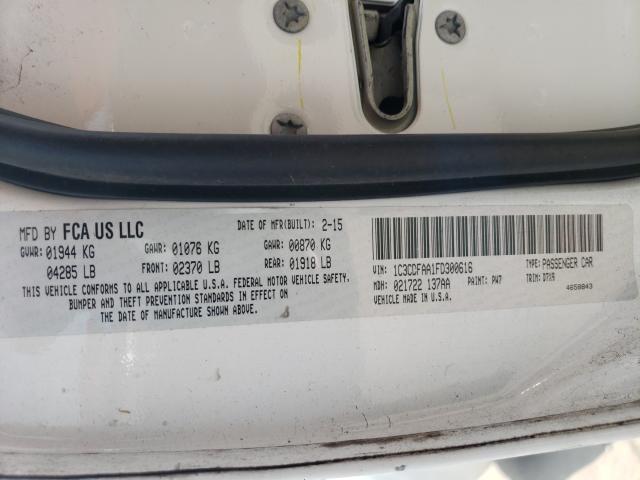 MFD BY FCA US LLC DATE OF MFR(BUILT): 2-15
GVWR: 01944 KG GAWR: 01076 KG GAWR: 00870 KG
04285 LB FRONT: 02370 LB REAR: 01918 LB
THIS VEHICLE CONFORMS TO ALL APPLICABLE U.S.A. FEDERAL MOTOR VEHICLE SAFETY,
BUMPER AND THEFT PREVENTION STANDARDS IN EFFECT ON
THE DATE OF MANUFACTURE SHOWN ABOVE.
VIN: 1C3CDFAA1FD300616 TYPE: PASSENGER CAR
MDH: 021722 137AA PAINT: PW7 TRIM: D7X9
VEHICLE MADE IN U.S.A. 4658843